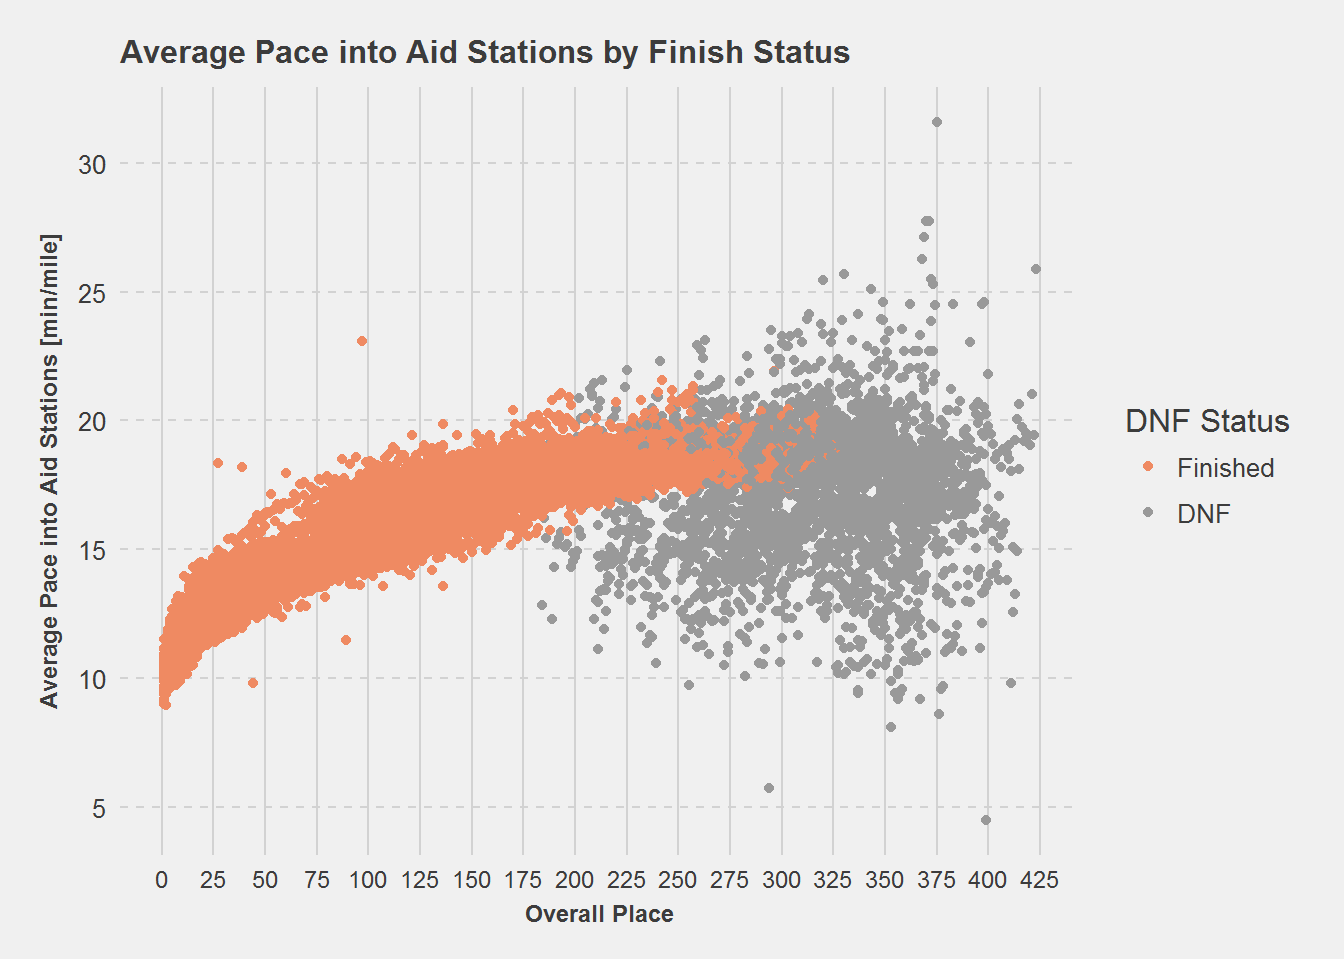 Average Pace into Aid Stations by Finish Status
Average Pace into Aid Stations [min/mile]
30
25
20
15
10
5
0 25 50 75 100 125 150 175 200 225 250 275 300 325 350 375 400 425
Overall Place
DNF Status
Finished
DNF